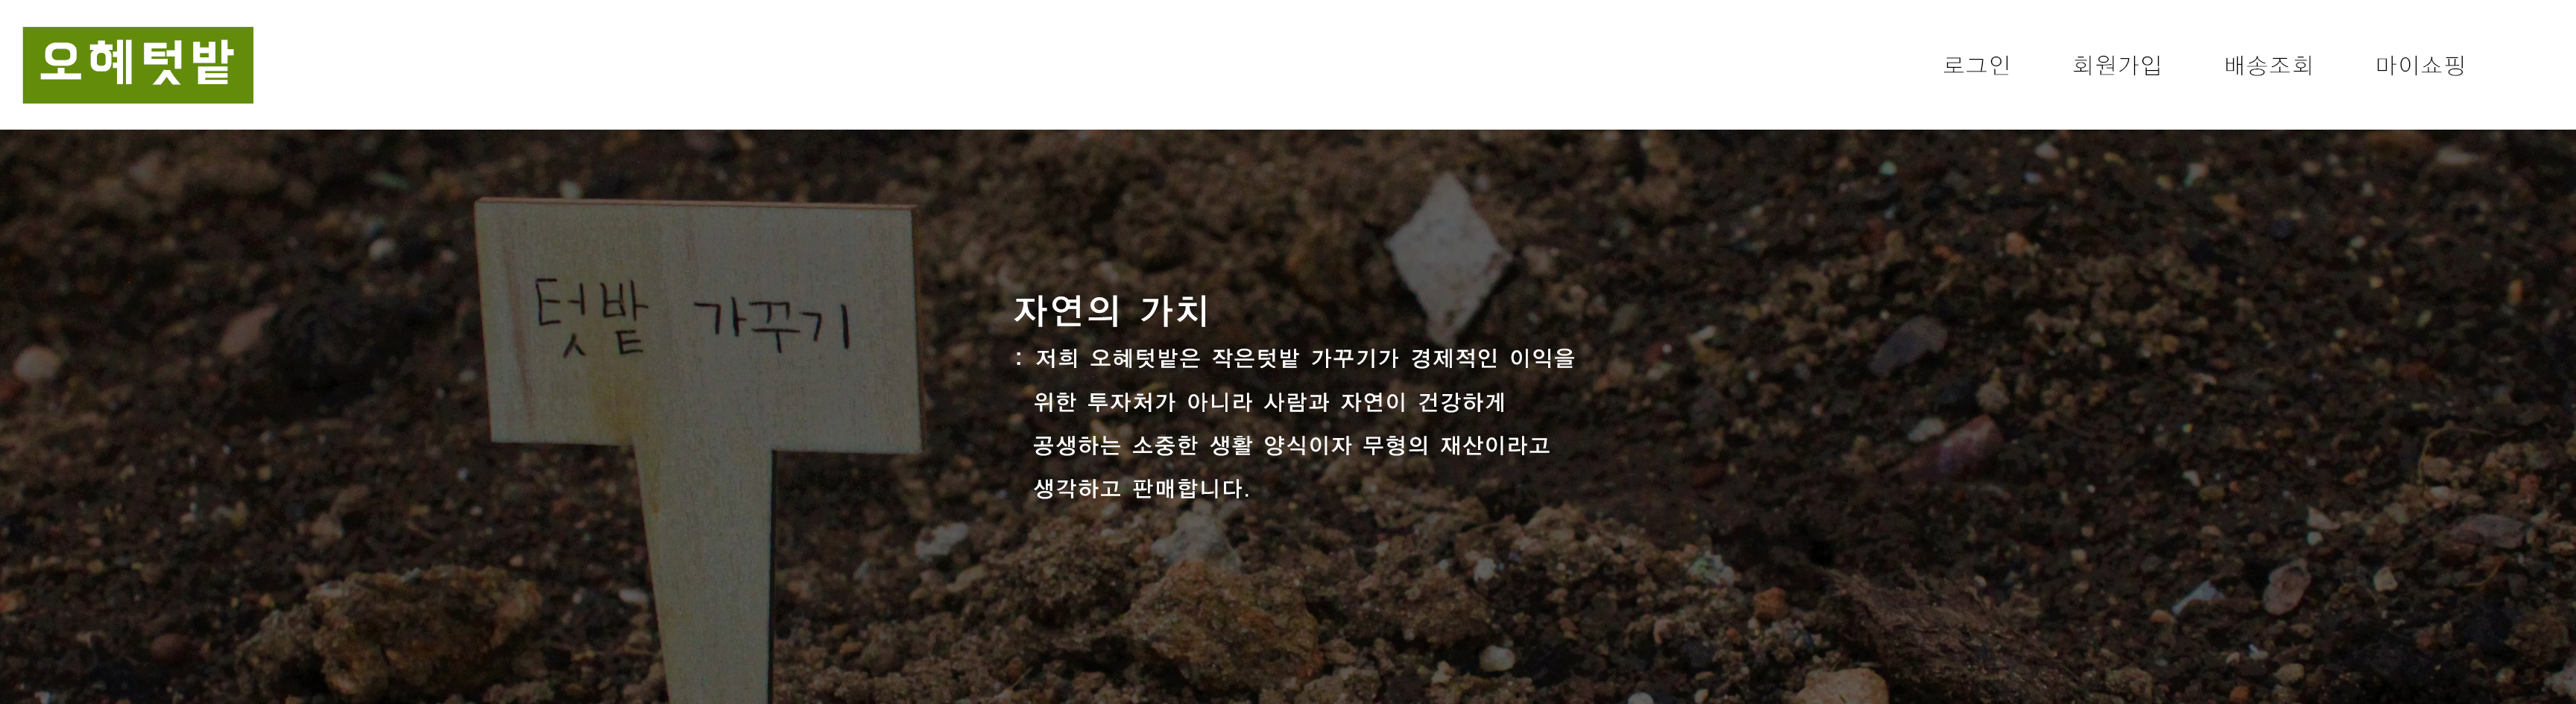 오혜텃밭
로그인 회원가입 배송조회 마이쇼핑
텃밭 가꾸기
자연의 가치
: 저희 오혜텃밭은 작은텃밭 가꾸기가 경제적인 이익을
위한 투자처가 아니라 사람과 자연이 건강하게
공생하는 소중한 생활 양식이자 무형의 재산이라고
생각하고 판매합니다.